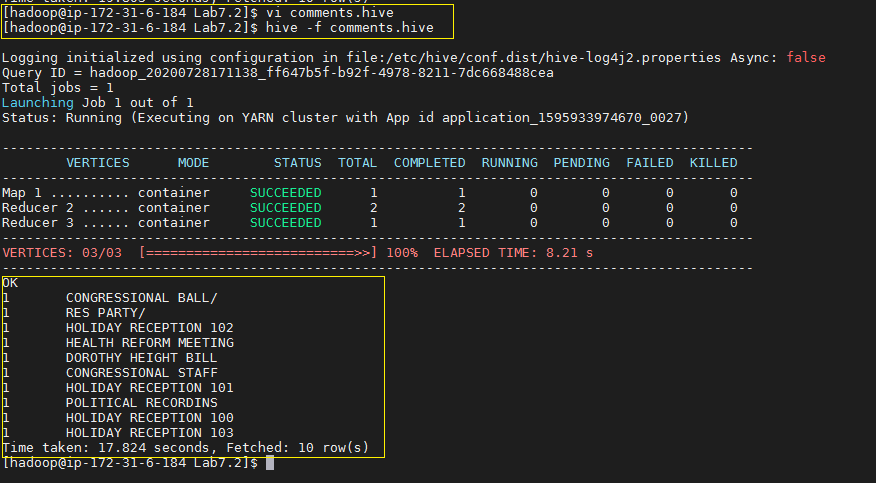 [hadoop@ip-172-31-6-184 Lab7.2]$ vi comments.hive
[hadoop@ip-172-31-6-184 Lab7.2]$ hive -f comments.hive
Logging initialized using configuration in file:/etc/hive/conf.dist/hive-log4j2.properties Async: false
Query ID = hadoop_20200728171138_ff647b5f-b92f-4978-8211-7dc668488cea
Total jobs = 1
Launching Job 1 out of 1
Status: Running (Executing on YARN cluster with App id application_1595933974670_0027)
----------------------------------------------------------------------------------------------
VERTICES MODE STATUS TOTAL COMPLETED RUNNING PENDING FAILED KILLED
----------------------------------------------------------------------------------------------
Map 1 .......... container SUCCEEDED 1 1 0 0 0 0
Reducer 2 ...... container SUCCEEDED 2 2 0 0 0 0
Reducer 3 ...... container SUCCEEDED 1 1 0 0 0 0
----------------------------------------------------------------------------------------------
VERTICES: 03/03 [==========================>>] 100% ELAPSED TIME: 8.21 s
----------------------------------------------------------------------------------------------
OK
1 CONGRESSIONAL BALL/
1 RES PARTY/
1 HOLIDAY RECEPTION 102
1 HEALTH REFORM MEETING
1 DOROTHY HEIGHT BILL
1 CONGRESSIONAL STAFF
1 HOLIDAY RECEPTION 101
1 POLITICAL RECORDINS
1 HOLIDAY RECEPTION 100
1 HOLIDAY RECEPTION 103
Time taken: 17.824 seconds, Fetched: 10 row(s)
[hadoop@ip-172-31-6-184 Lab7.2]$